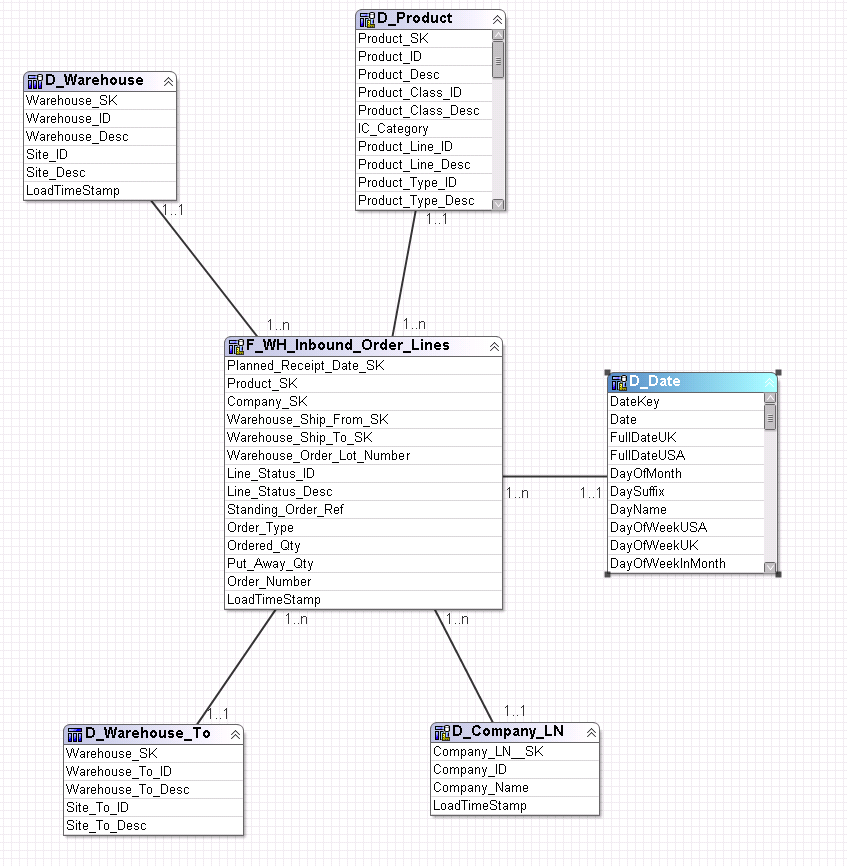 D_Product
Product_SK
Product_ID
Product_Desc
Product_Class_ID
Product_Class_Desc
IC_Category
Product_Line_ID
Product_Line_Desc
Product_Type_ID
Product_Type_Desc
1..1
D_Warehouse
Warehouse_SK
Warehouse_ID
Warehouse_Desc
Site_ID
Site_Desc
LoadTimeStamp
1..1
1..n
1..n
F_WH_Inbound_Order_Lines
Planned_Receipt_Date_SK
Product_SK
Company_SK
Warehouse_Ship_From_SK
Warehouse_Ship_To_SK
Warehouse_Order_Lot_Number
Line_Status_ID
Line_Status_Desc
Standing_Order_Ref
Order_Type
Ordered_Qty
Put_Away_Qty
Order_Number
LoadTimeStamp
1..n
1..1
D_Date
DateKey
Date
FullDateUK
FullDateUSA
DayOfMonth
DaySuffix
DayName
DayOfWeekUSA
DayOfWeekUK
DayOfWeekInMonth
1..n
1..n
1..1
1..1
D_Warehouse_To
Warehouse_SK
Warehouse_To_ID
Warehouse_To_Desc
Site_To_ID
Site_To_Desc
D_Company_LN
Company_LN__SK
Company_ID
Company_Name
LoadTimeStamp